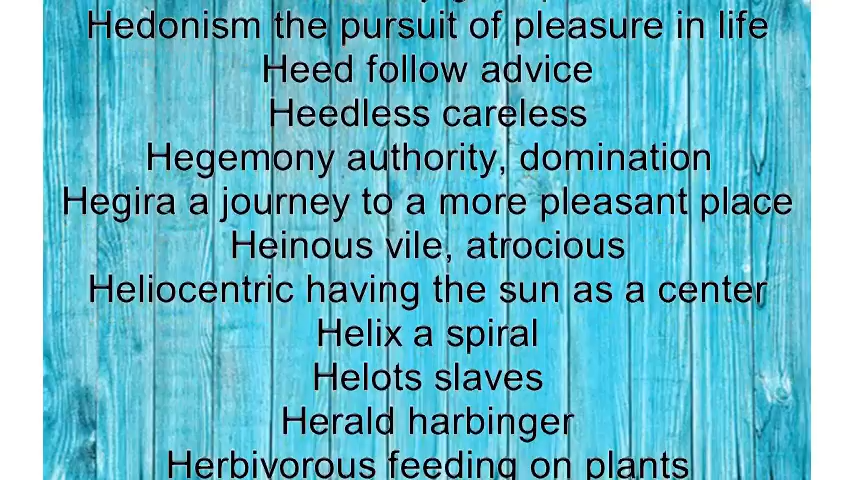 Hedonism the pursuit of pleasure in life
Heed follow advice
Heedless careless
Hegemony authority, domination
Hegira a journey to a more pleasant place
Heinous vile, atrocious
Heliocentric having the sun as a center
Helix a spiral
Helots slaves
Herald harbinger
Herbivorous feeding on plants